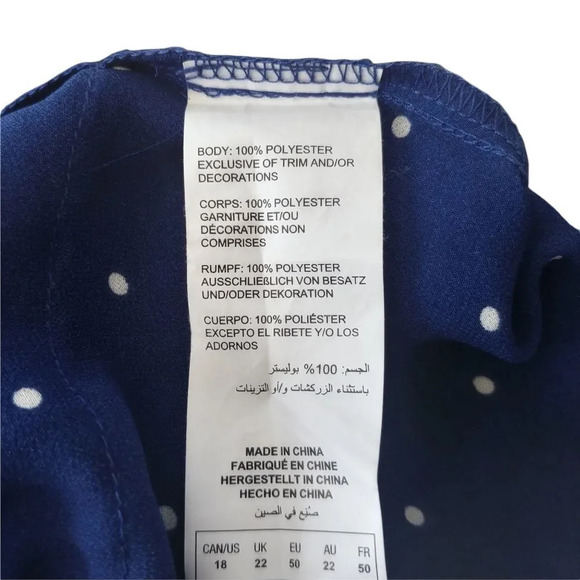 BODY: 100% POLYESTER
EXCLUSIVE OF TRIM AND/OR
DECORATIONS
CORPS: 100% POLYESTER
GARNITURE ET/OU
DÉCORATIONS NON
COMPRISES
RUMPF: 100% POLYESTER
AUSSCHLIEßLICH VON BESATZ
UND/ODER DEKORATION
CUERPO: 100% POLIÉSTER
EXCEPTO EL RIBETE Y/O LOS
ADORNOS
الجسم: 100% بوليستر
باستثناء الزركشات و/أو التزينات
MADE IN CHINA
FABRIQUÉ EN CHINE
HERGESTELLT IN CHINA
HECHO EN CHINA
صُنِع في الصين
CAN/US UK EU AU FR
18 22 50 22 50